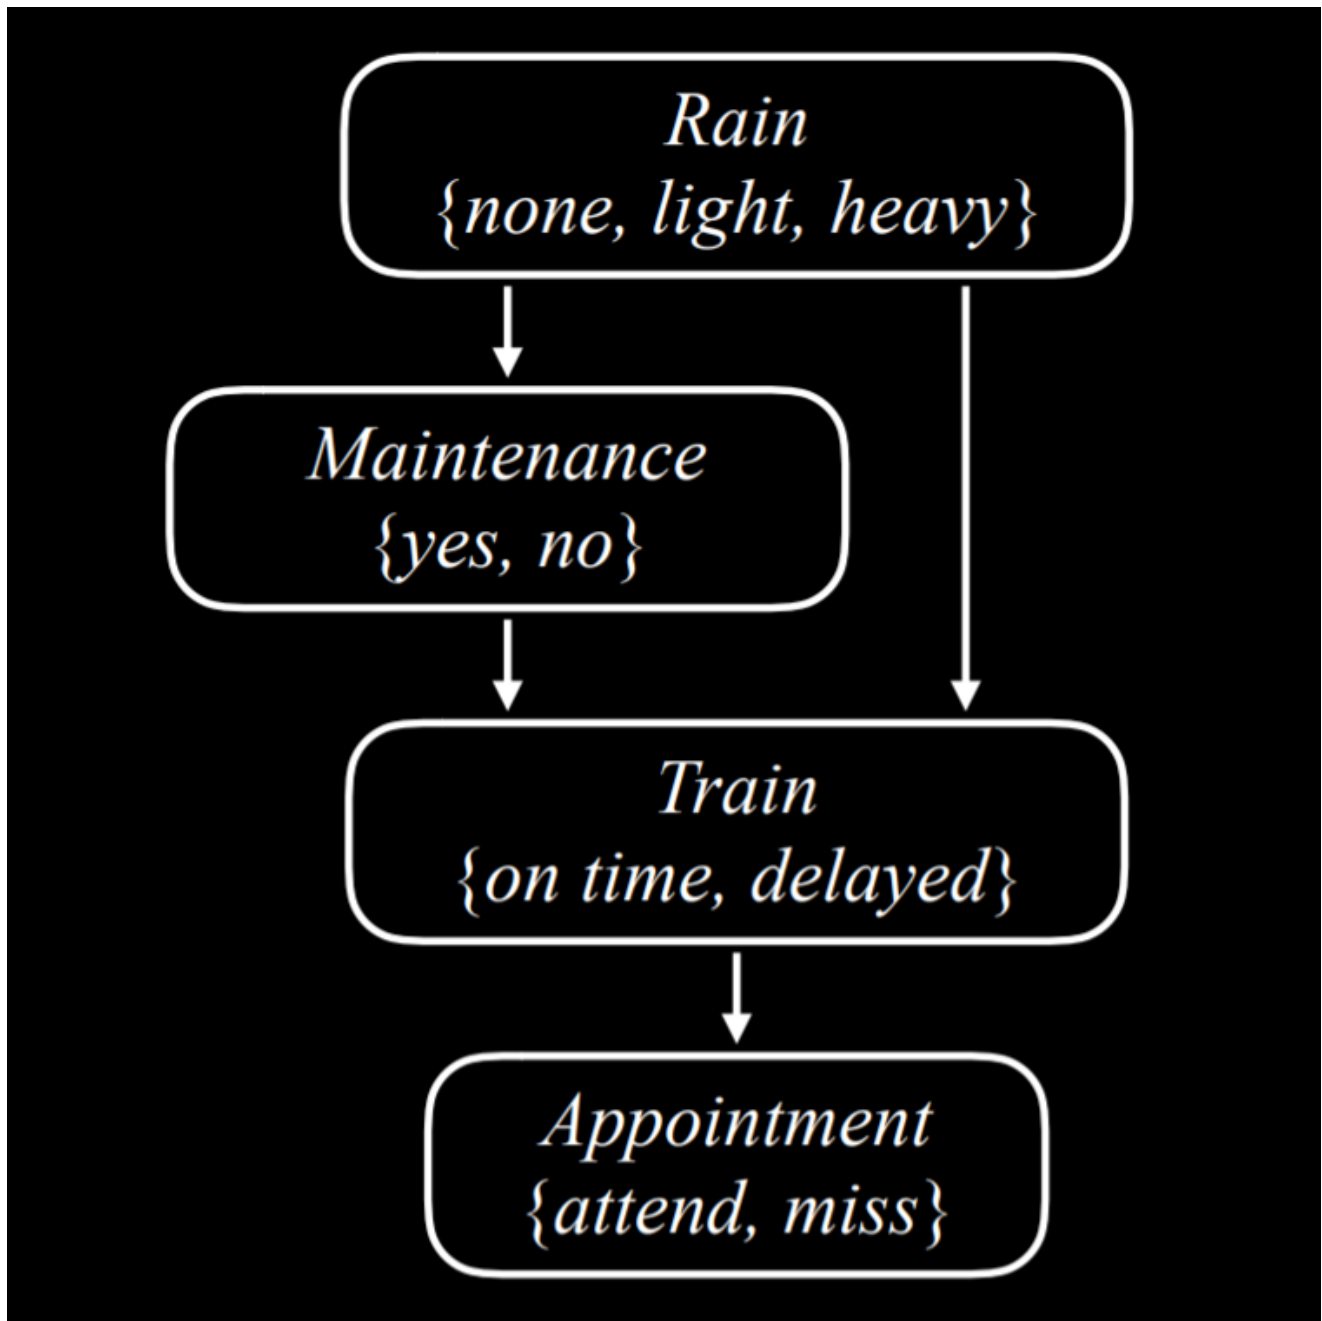 Rain
{none, light, heavy}
Maintenance
{yes, no}
Train
{on time, delayed}
Appointment
{attend, miss}